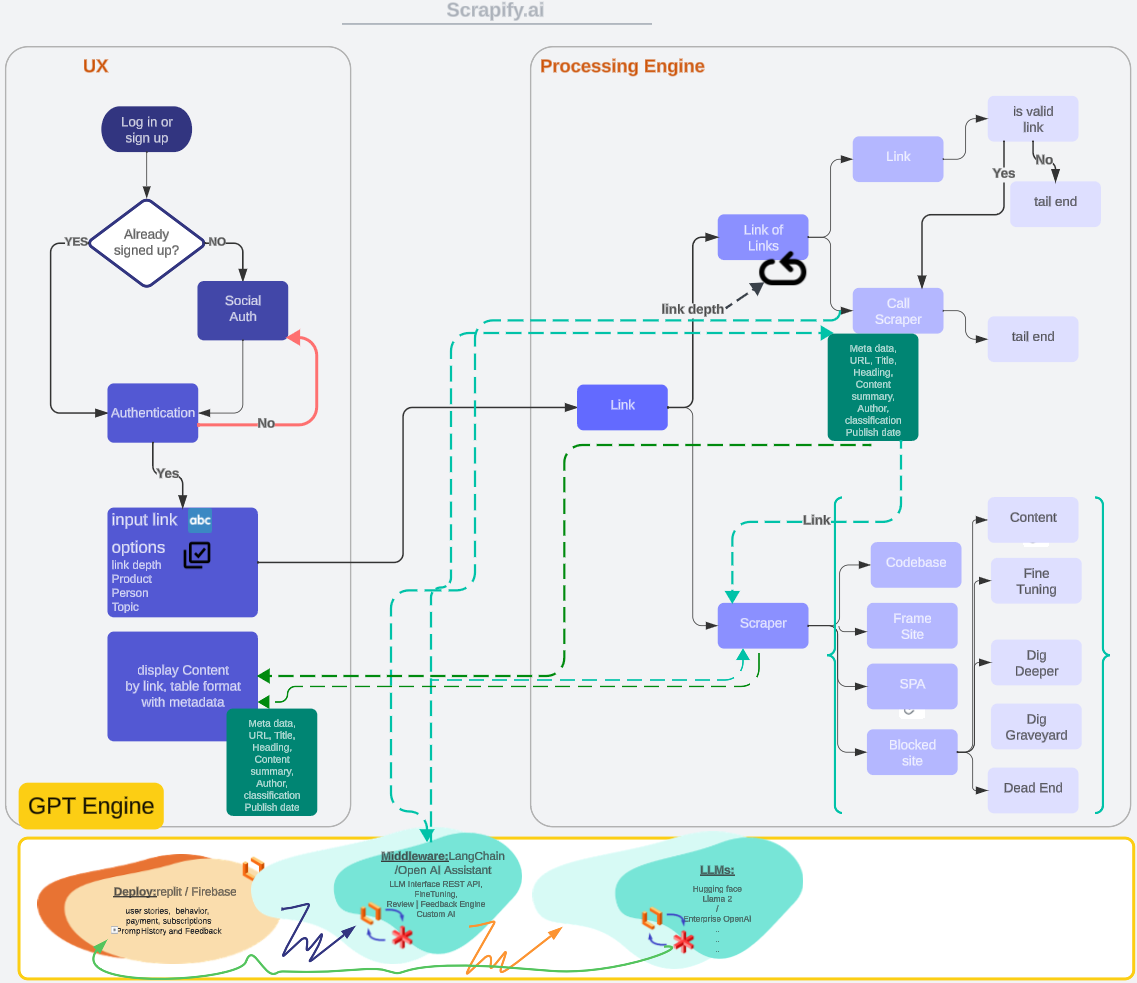 Scrapify.ai
UX
Log in or
sign up
Already
signed up?
YES
NO
Social
Auth
Authentication
No
Yes
input link
abc
options
link depth
Product
Person
Topic
display Content
by link, table format
with metadata
Meta data,
URL, Title,
Heading,
Content
summary,
Author,
classification
Publish date
Processing Engine
is valid
link
Link
No
Yes
tail end
Link of
Links
link depth
Call
Scraper
tail end
Meta data,
URL, Title,
Heading,
Content
summary,
Author,
classification
Publish date
Link
Link
Scraper
Codebase
Frame
Site
SPA
Blocked
site
Content
Fine
Tuning
Dig
Deeper
Dig
Graveyard
Dead End
GPT Engine
Deploy:replit / Firebase
user stories, behavior,
payment, subscriptions
PrompHistory and Feedback
Middleware:LangChain
/Open AI Assistant
LLM Interface REST API,
FineTuning,
Review | Feedback Engine
Custom AI
LLMs:
Hugging face
Llama 2
/
Enterprise OpenAI
..
..
..